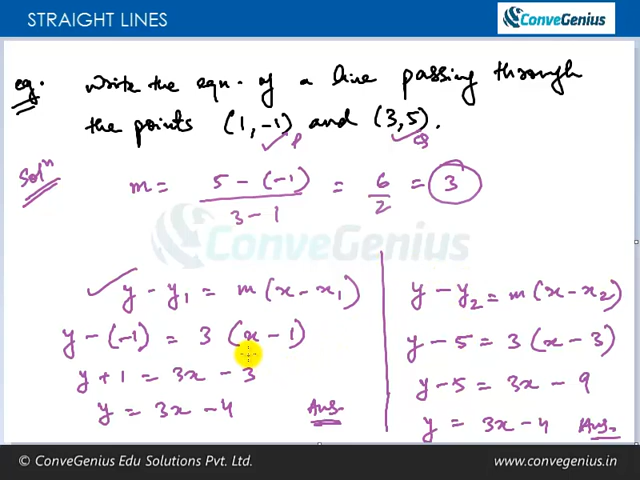 STRAIGHT LINES
ConveGenius
eg. Write the eqn. of a line passing through
the points (1, -1) and (3, 5).
P Q
Solⁿ
m = 5 - (-1) / 3 - 1 = 6/2 = 3
ConveGenius
y - y₁ = m(x - x₁)
y - (-1) = 3 (x - 1)
y + 1 = 3x - 3
y = 3x - 4 Ans.
y - y₂ = m(x - x₂)
y - 5 = 3 (x - 3)
y - 5 = 3x - 9
y = 3x - 4 Ans.
© ConveGenius Edu Solutions Pvt. Ltd. www.convegenius.in